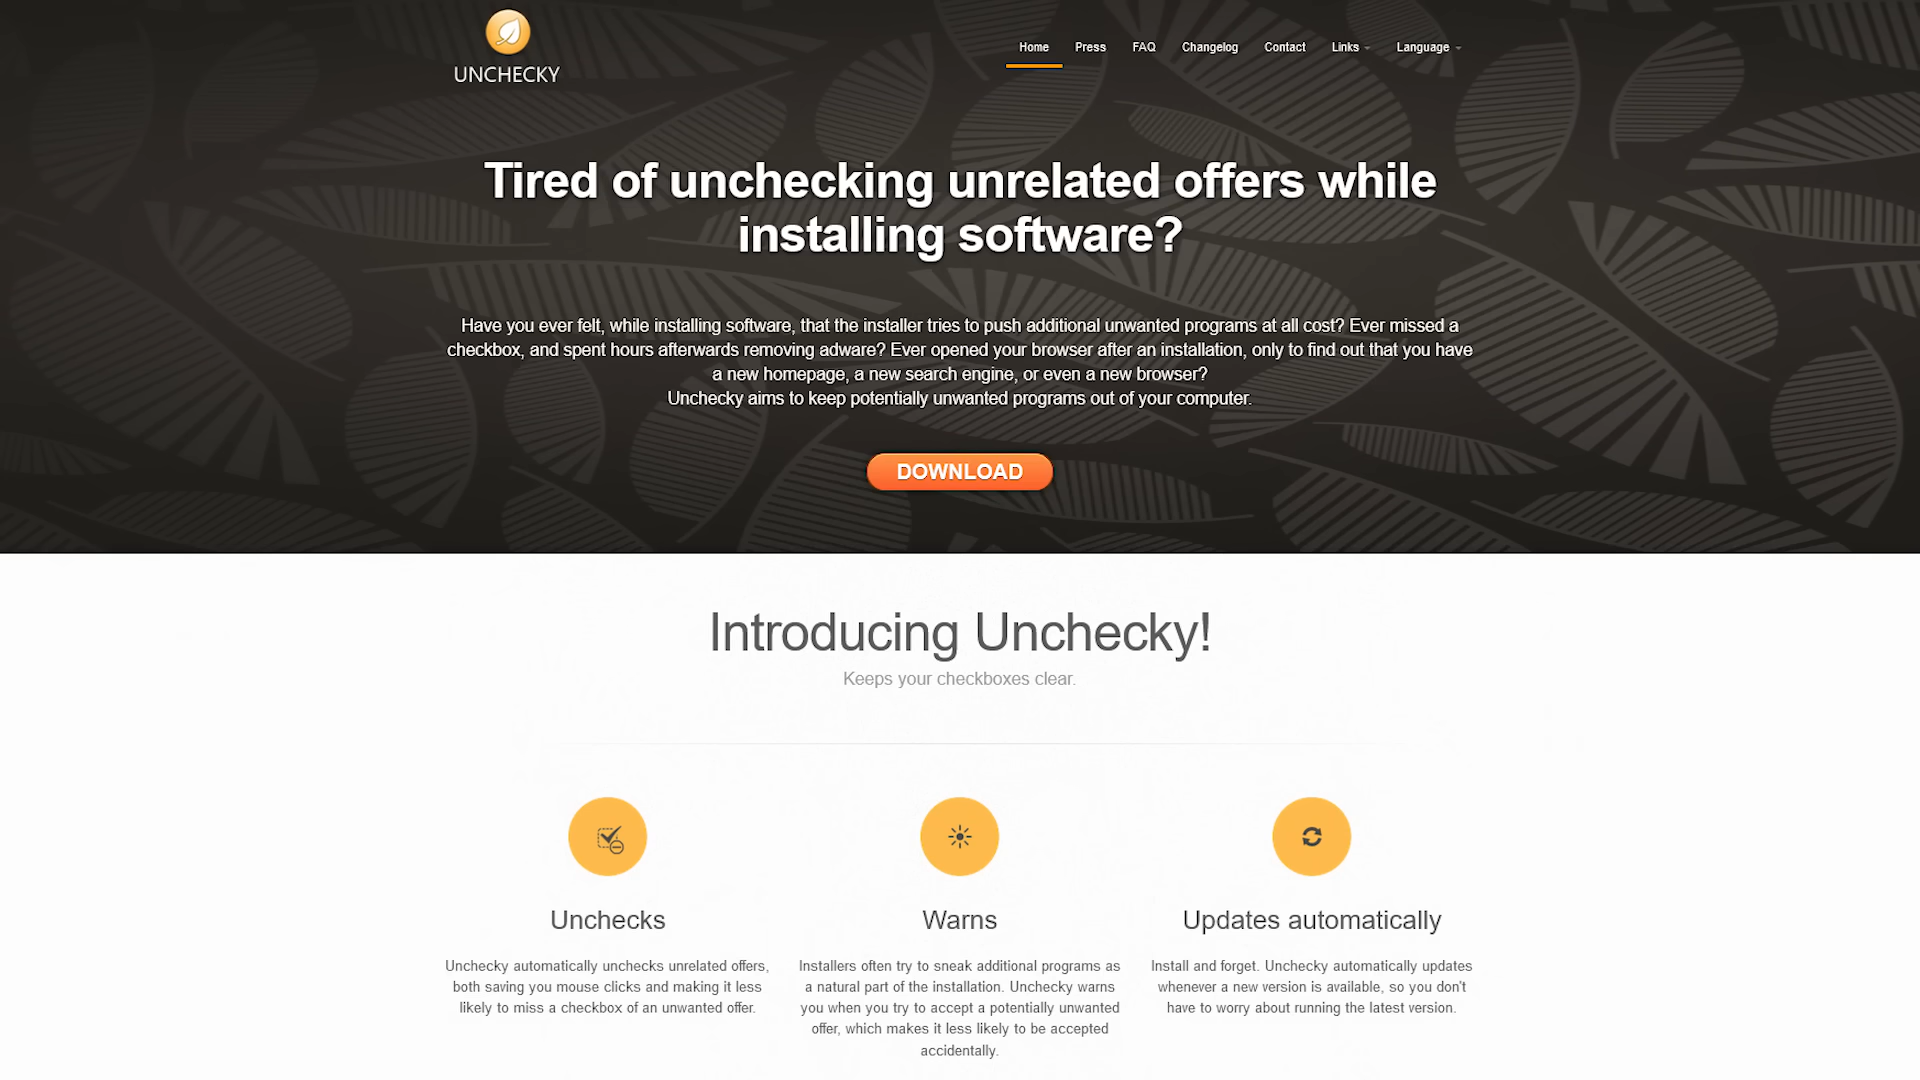 UNCHECKY
Home Press FAQ Changelog Contact Links Language
Tired of unchecking unrelated offers while
installing software?
Have you ever felt, while installing software, that the installer tries to push additional unwanted programs at all cost? Ever missed a
checkbox, and spent hours afterwards removing adware? Ever opened your browser after an installation, only to find out that you have
a new homepage, a new search engine, or even a new browser?
Unchecky aims to keep potentially unwanted programs out of your computer.
DOWNLOAD
Introducing Unchecky!
Keeps your checkboxes clear.
Unchecks
Unchecky automatically unchecks unrelated offers,
both saving you mouse clicks and making it less
likely to miss a checkbox of an unwanted offer.
Warns
Installers often try to sneak additional programs as
a natural part of the installation. Unchecky warns
you when you try to accept a potentially unwanted
offer, which makes it less likely to be accepted
accidentally.
Updates automatically
Install and forget. Unchecky automatically updates
whenever a new version is available, so you don't
have to worry about running the latest version.